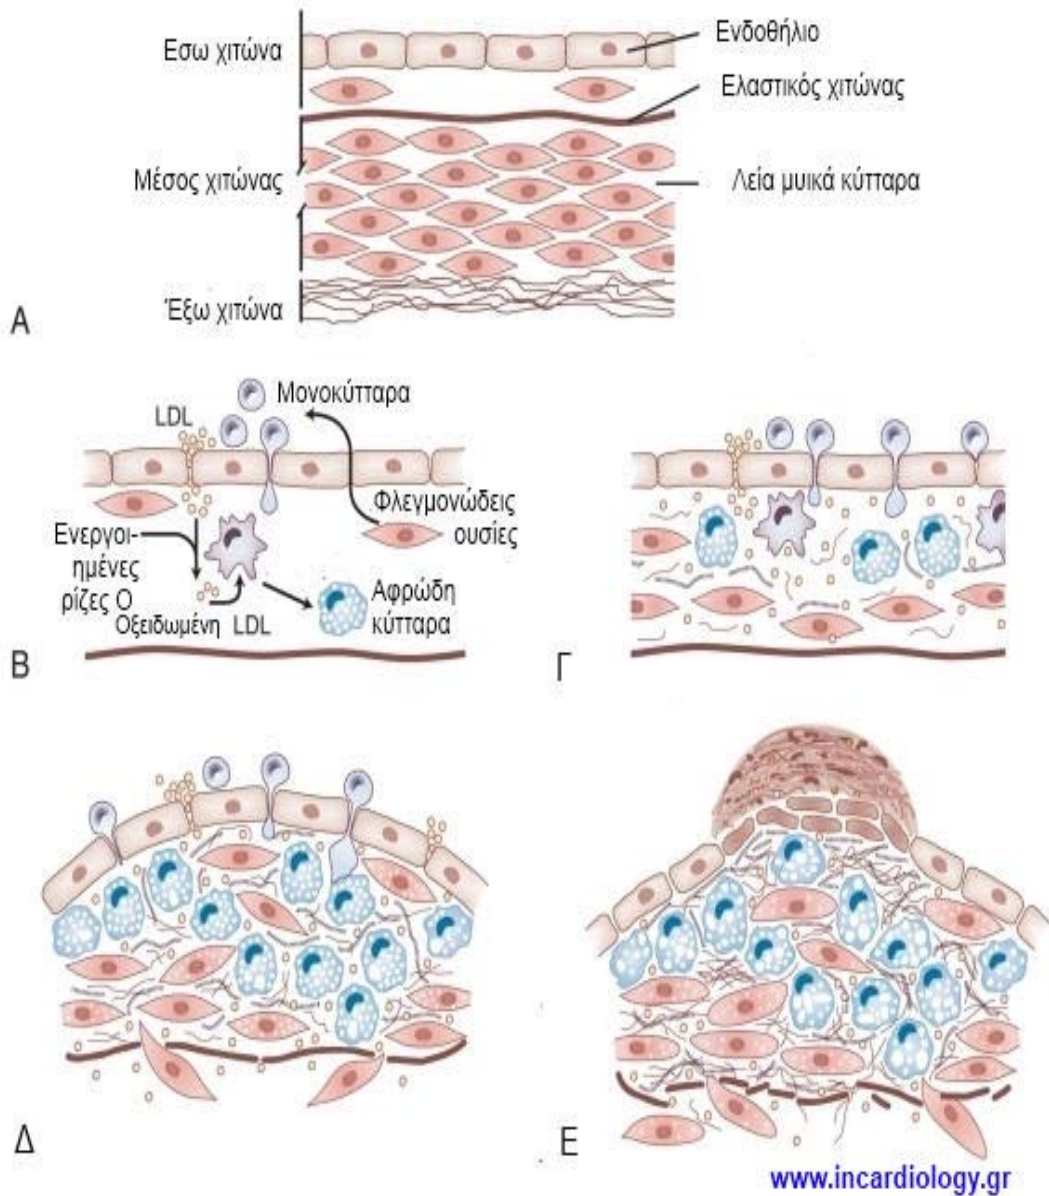 Εσω χιτώνα
Ενδοθήλιο
Ελαστικός χιτώνας
Μέσος χιτώνας
Λεία μυικά κύτταρα
Έξω χιτώνα
Α
LDL
Μονοκύτταρα
Φλεγμονώδεις
ουσίες
Ενεργοι-
ημένες
ρίζες Ο
Οξειδωμένη LDL
Αφρώδη
κύτταρα
Β
Γ
Δ
Ε
www.incardiology.gr